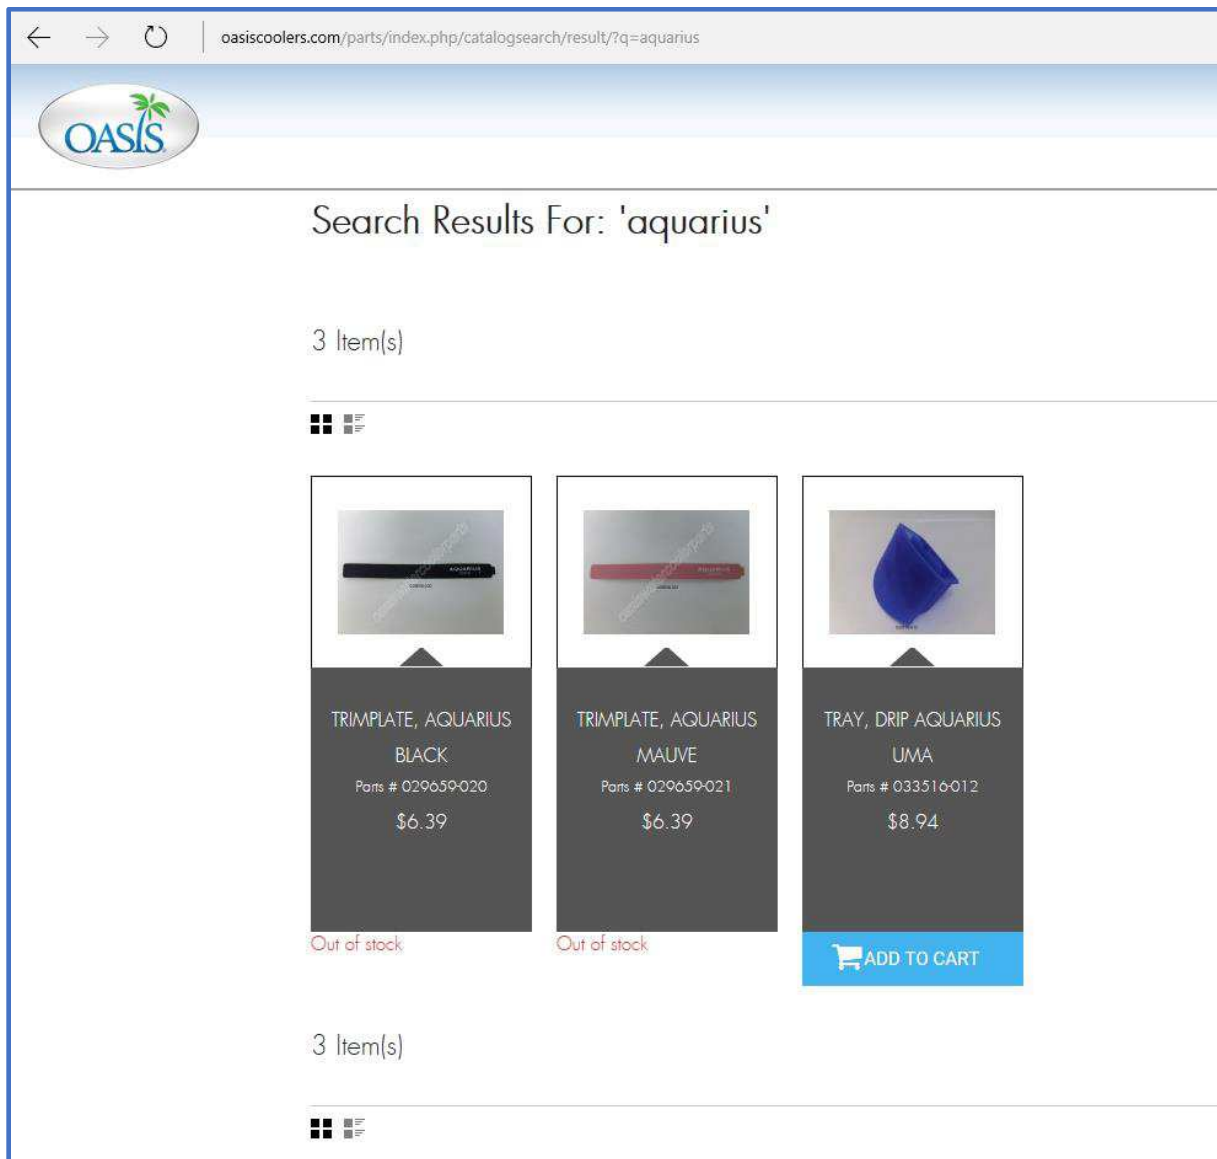 oasiscoolers.com/parts/index.php/catalogsearch/result/?q=aquarius
OASIS
Search Results For: 'aquarius'
3 Item(s)
AQUARIUS
TRIMPLATE, AQUARIUS
BLACK
Parts # 029659-020
$6.39
Out of stock
AQUARIUS
TRIMPLATE, AQUARIUS
MAUVE
Parts # 029659-021
$6.39
Out of stock
TRAY, DRIP AQUARIUS
UMA
Parts # 033516-012
$8.94
ADD TO CART
3 Item(s)